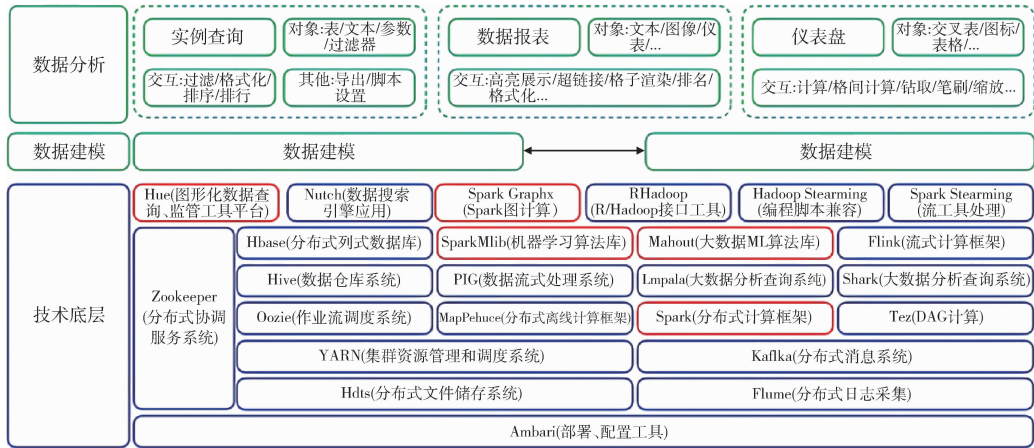 数据分析
实例查询
对象:表/文本/参数
/过滤器
交互:过滤/格式化/
排序/排行
其他:导出/脚本
设置
数据报表
对象:文本/图像/仪
表/...
交互:高亮展示/超链接/格子渲染/排名/
格式化...
仪表盘
对象:交叉表/图标/
表格/...
交互:计算/格间计算/钻取/笔刷/缩放...
数据建模
数据建模
数据建模
技术底层
Hue(图形化数据查
询、监管工具平台)
Nutch(数据搜索
引擎应用)
Spark Graphx
(Spark图计算)
RHadoop
(R/Hadoop接口工具)
Hadoop Stearming
(编程脚本兼容)
Spark Stearming
(流工具处理)
Zookeeper
(分布式协调
服务系统)
Hbase(分布式列式数据库)
SparkMlib(机器学习算法库)
Mahout(大数据ML算法库)
Flink(流式计算框架)
Hive(数据仓库系统)
PIG(数据流式处理系统)
Lmpala(大数据分析查询系统)
Shark(大数据分析查询系统)
Oozie(作业流调度系统)
MapPehuce(分布式离线计算框架)
Spark(分布式计算框架)
Tez(DAG计算)
YARN(集群资源管理和调度系统)
Kaflka(分布式消息系统)
Hdts(分布式文件储存系统)
Flume(分布式日志采集)
Ambari(部署、配置工具)